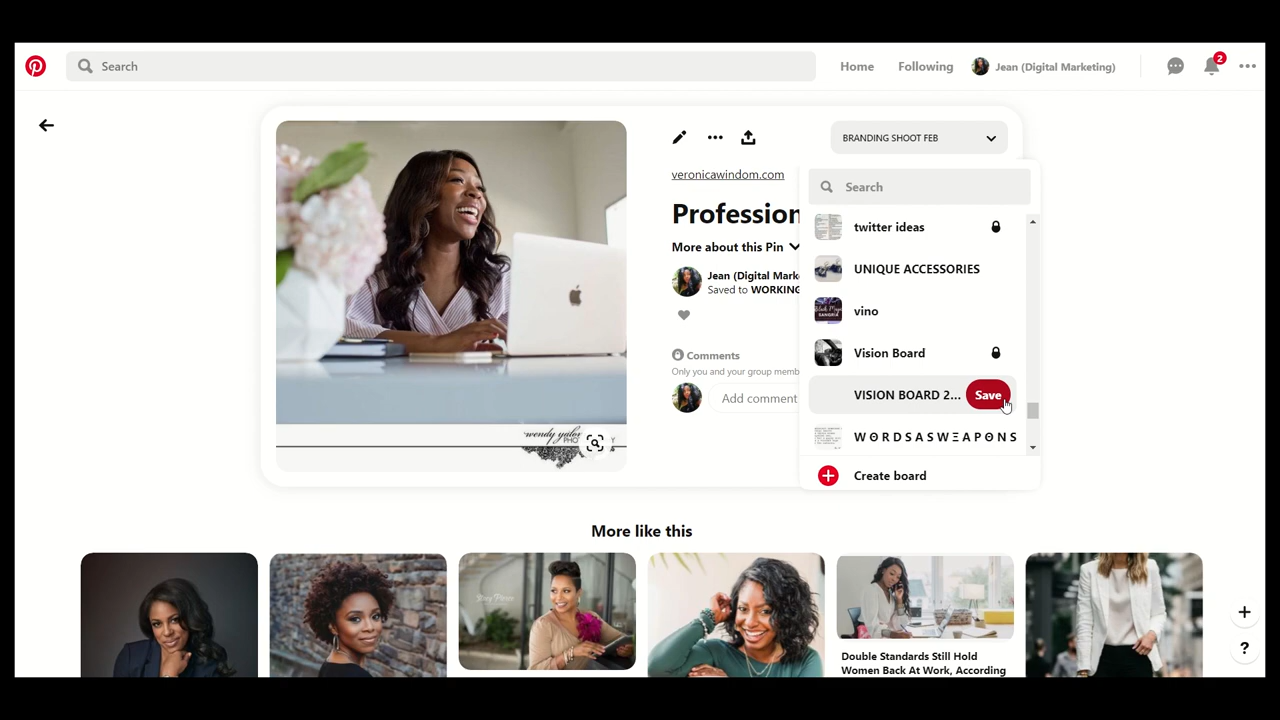 Search
Home
Following
Jean (Digital Marketing)
2
BRANDING SHOOT FEB
veronicawindom.com
Search
Profession
twitter ideas
More about this Pin
UNIQUE ACCESSORIES
Jean (Digital Mark
Saved to WORKING
vino
Vision Board
Comments
Only you and your group memb
VISION BOARD 2...
Save
Add comment
W O R D S A S W Ξ A P O N S
Create board
More like this
Double Standards Still Hold
Women Back At Work, According
?